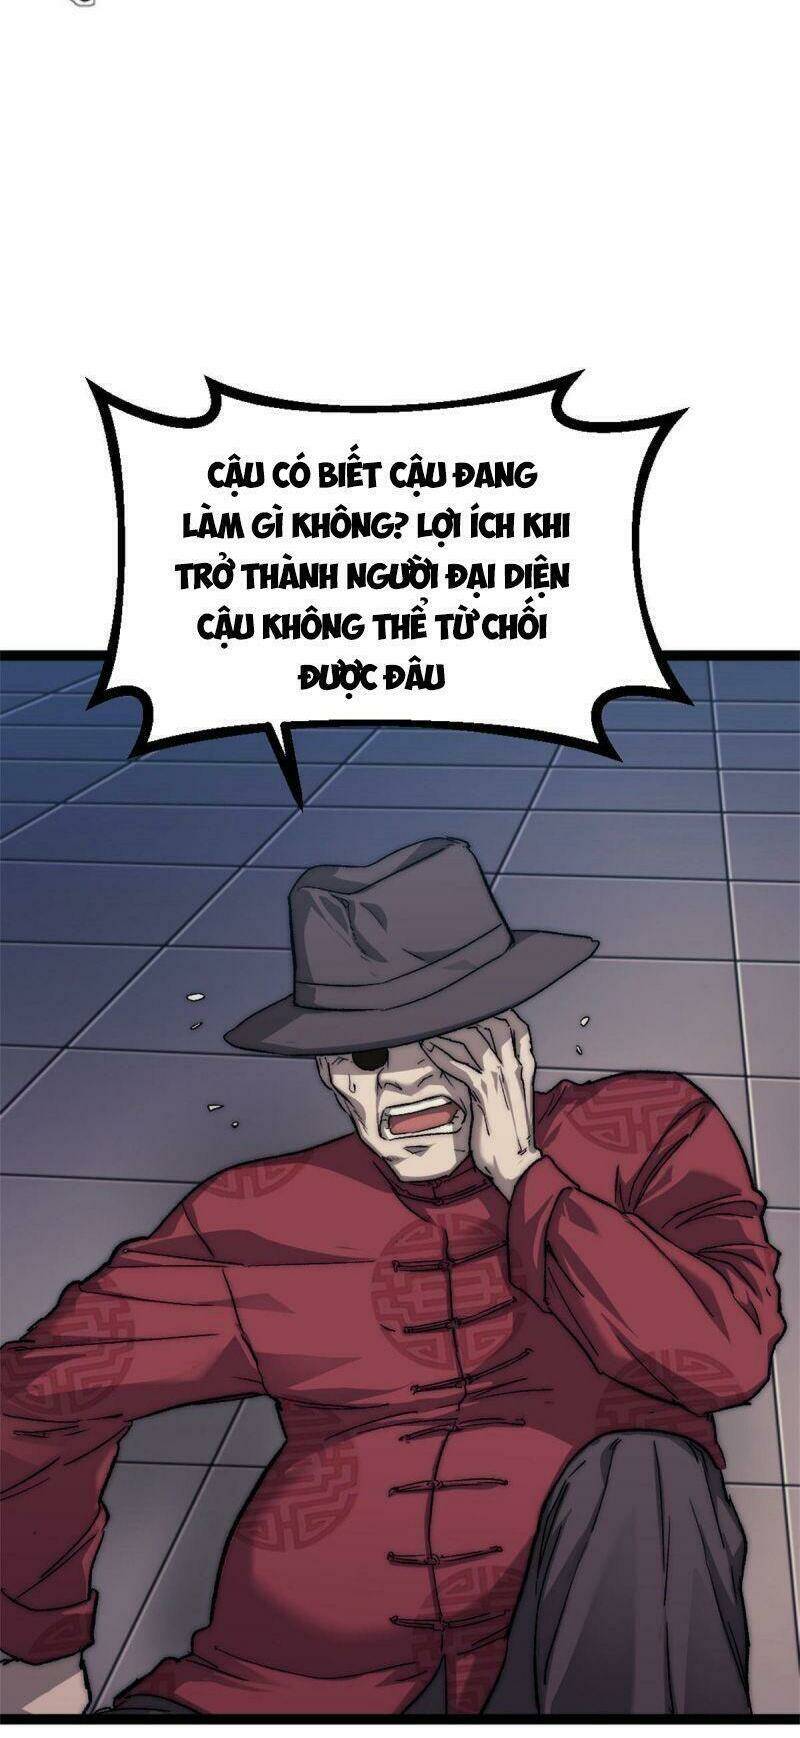 CẬU CÓ BIẾT CẬU ĐANG
LÀM GÌ KHÔNG? LỢI ÍCH KHI
TRỞ THÀNH NGƯỜI ĐẠI DIỆN
CẬU KHÔNG THỂ TỪ CHỐI
ĐƯỢC ĐÂU